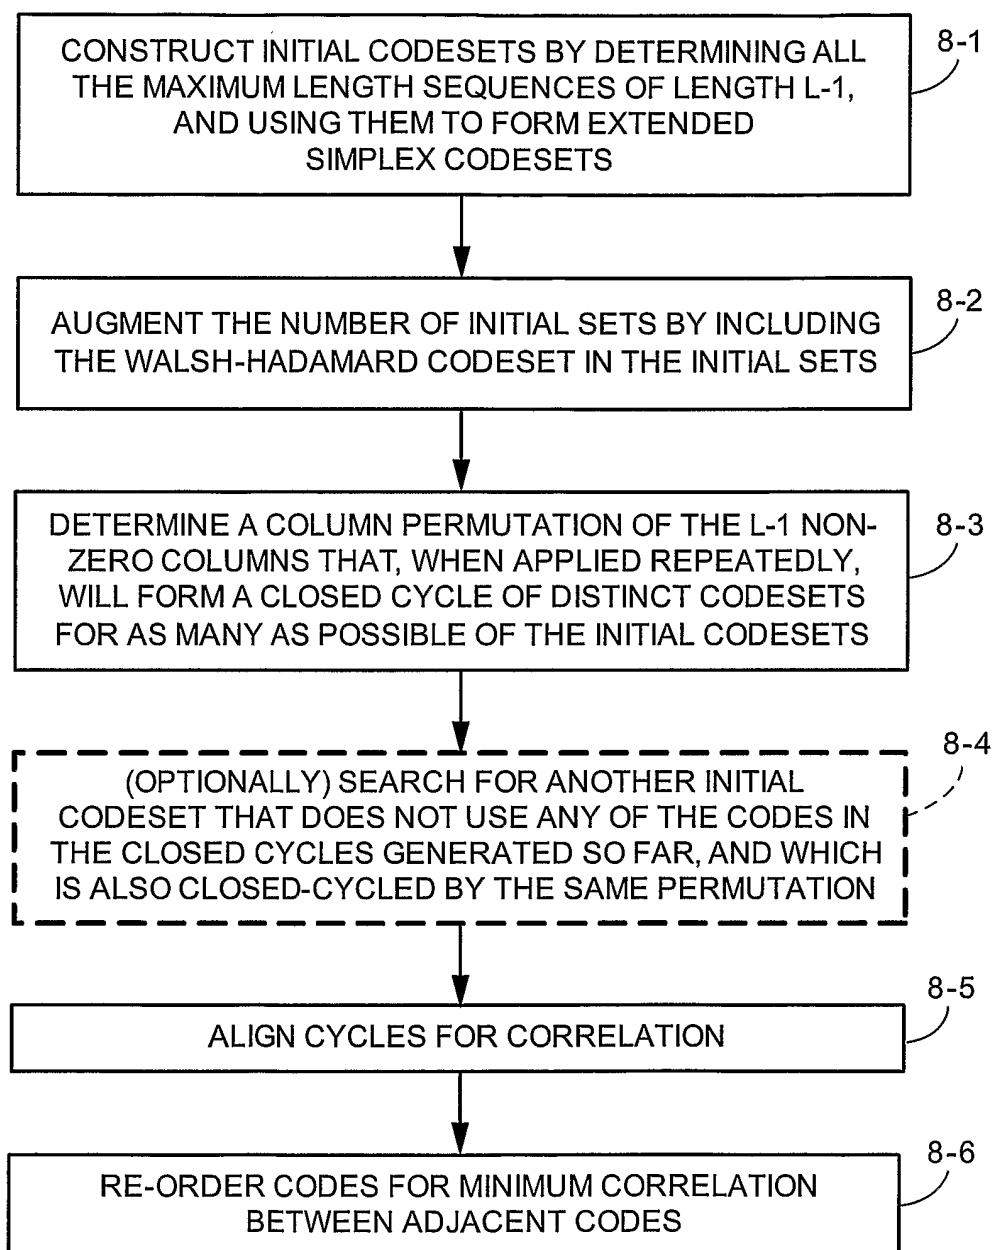 CONSTRUCT INITIAL CODESETS BY DETERMINING ALL
THE MAXIMUM LENGTH SEQUENCES OF LENGTH L-1,
AND USING THEM TO FORM EXTENDED
SIMPLEX CODESETS
8-1
AUGMENT THE NUMBER OF INITIAL SETS BY INCLUDING
THE WALSH-HADAMARD CODESET IN THE INITIAL SETS
8-2
DETERMINE A COLUMN PERMUTATION OF THE L-1 NON-
ZERO COLUMNS THAT, WHEN APPLIED REPEATEDLY,
WILL FORM A CLOSED CYCLE OF DISTINCT CODESETS
FOR AS MANY AS POSSIBLE OF THE INITIAL CODESETS
8-3
(OPTIONALLY) SEARCH FOR ANOTHER INITIAL
CODESET THAT DOES NOT USE ANY OF THE CODES IN
THE CLOSED CYCLES GENERATED SO FAR, AND WHICH
IS ALSO CLOSED-CYCLED BY THE SAME PERMUTATION
8-4
ALIGN CYCLES FOR CORRELATION
8-5
RE-ORDER CODES FOR MINIMUM CORRELATION
BETWEEN ADJACENT CODES
8-6